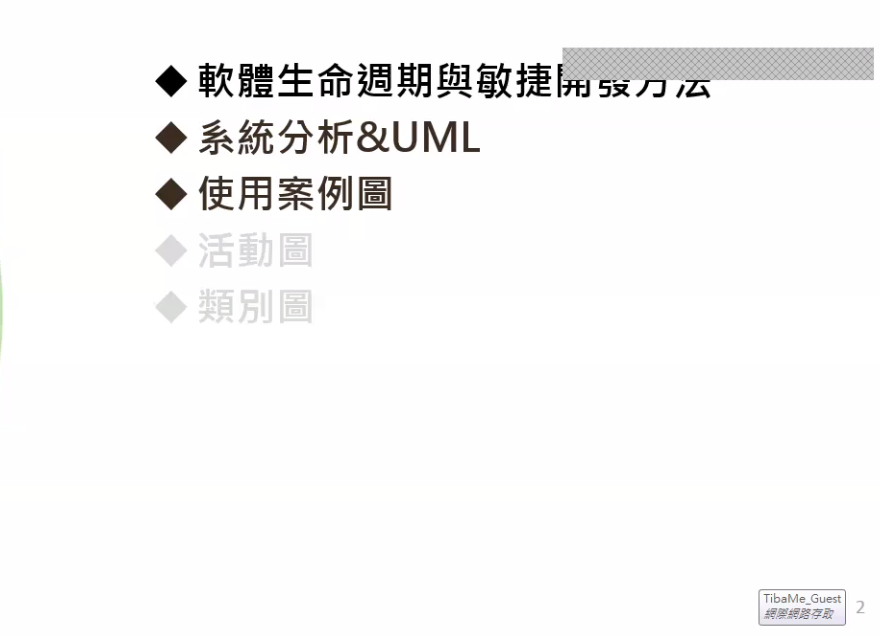 ◆ 軟體生命週期與敏捷開發方法
◆ 系統分析&UML
◆ 使用案例圖
◆ 活動圖
◆ 類別圖
TibaMe_Guest
網際網路存取
2